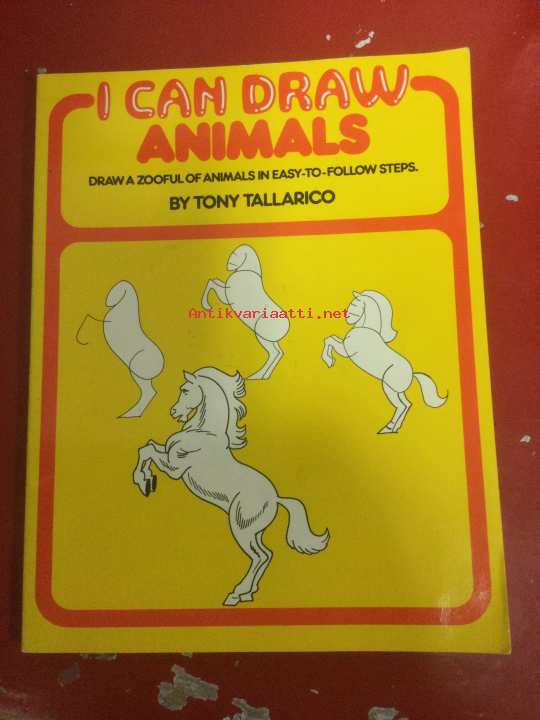 I CAN DRAW
ANIMALS
DRAW A ZOOFUL OF ANIMALS IN EASY-TO-FOLLOW STEPS.
BY TONY TALLARICO
Antikvariaatti.net